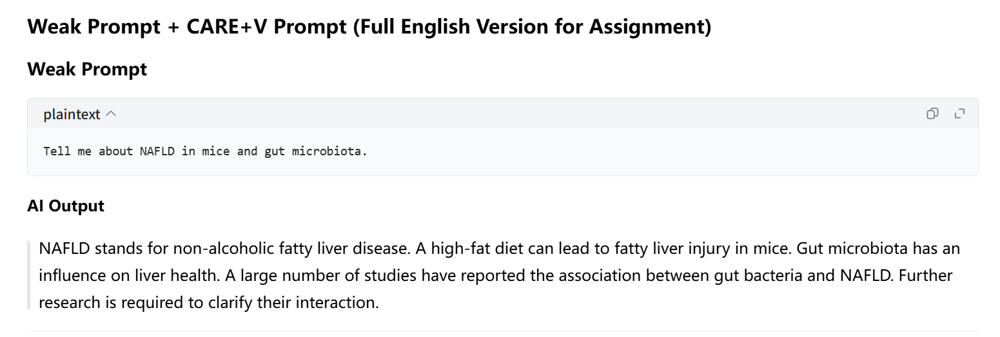 Weak Prompt + CARE+V Prompt (Full English Version for Assignment)
Weak Prompt
plaintext
Tell me about NAFLD in mice and gut microbiota.
AI Output
NAFLD stands for non-alcoholic fatty liver disease. A high-fat diet can lead to fatty liver injury in mice. Gut microbiota has an
influence on liver health. A large number of studies have reported the association between gut bacteria and NAFLD. Further
research is required to clarify their interaction.